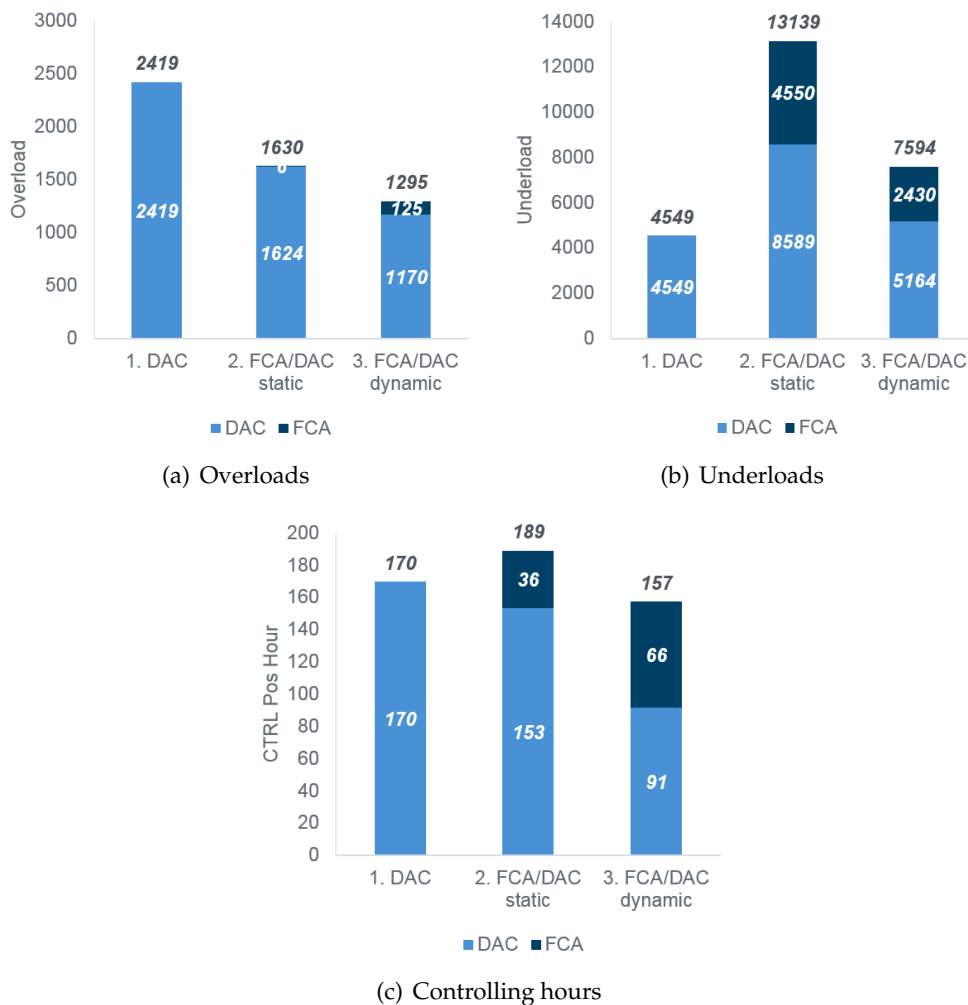 3000
2500
2000
1500
1000
500
0
Overload
2419
2419
1630
6
1624
1295
125
1170
1. DAC
2. FCA/DAC
static
3. FCA/DAC
dynamic
DAC FCA
(a) Overloads
14000
12000
10000
8000
6000
4000
2000
0
Underload
4549
4549
13139
4550
8589
7594
2430
5164
1. DAC
2. FCA/DAC
static
3. FCA/DAC
dynamic
DAC FCA
(b) Underloads
200
180
160
140
120
100
80
60
40
20
0
CTRL Pos Hour
170
170
189
36
153
157
66
91
1. DAC
2. FCA/DAC
static
3. FCA/DAC
dynamic
DAC FCA
(c) Controlling hours